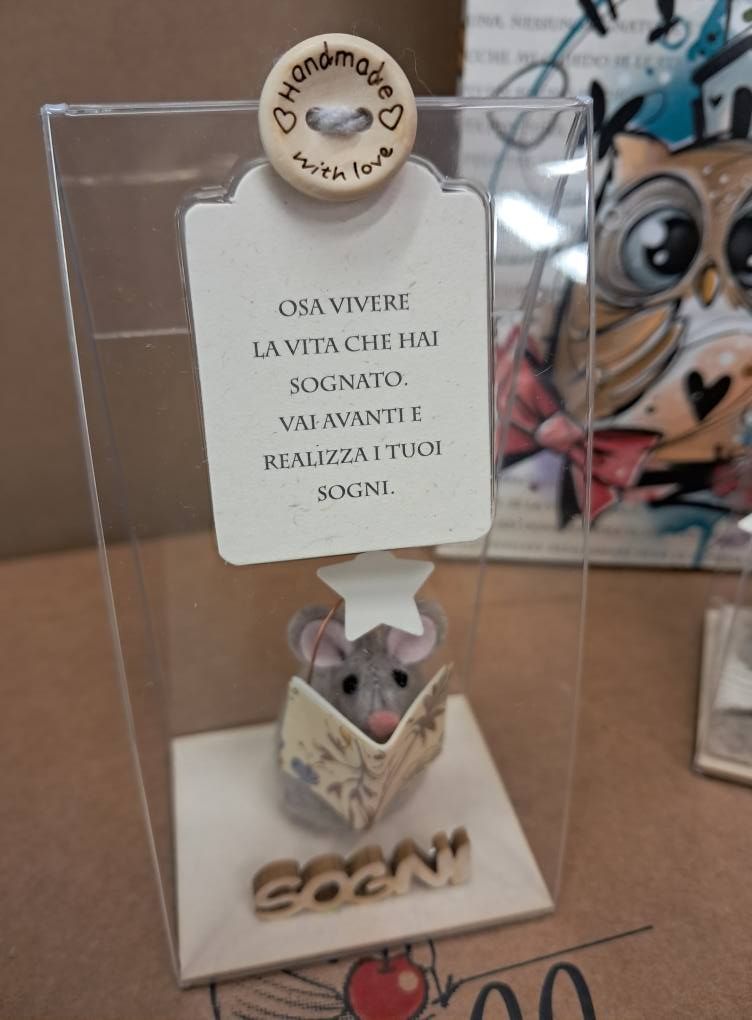 Handmade
with love
OSA VIVERE
LA VITA CHE HAI
SOGNATO.
VAI AVANTI E
REALIZZA I TUOI
SOGNI.
SOGNI